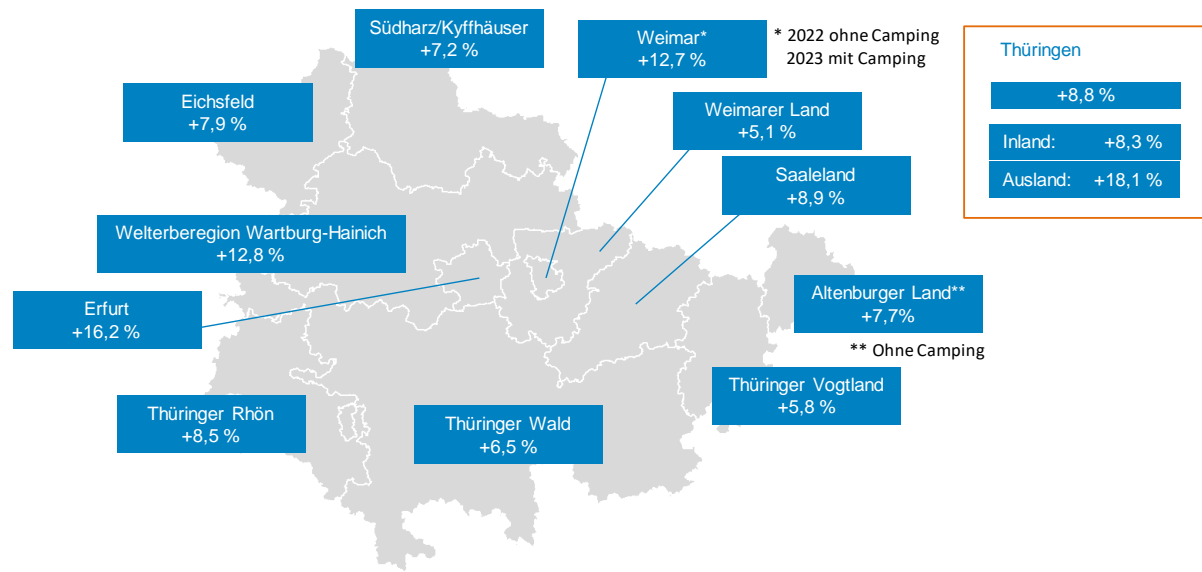 Südharz/Kyffhäuser
+7,2 %
Weimar*
+12,7 %
* 2022 ohne Camping
2023 mit Camping
Thüringen
+8,8 %
Inland: +8,3 %
Ausland: +18,1 %
Eichsfeld
+7,9 %
Weimarer Land
+5,1 %
Saaleland
+8,9 %
Welterberegion Wartburg-Hainich
+12,8 %
Erfurt
+16,2 %
Altenburger Land**
+7,7%
** Ohne Camping
Thüringer Vogtland
+5,8 %
Thüringer Rhön
+8,5 %
Thüringer Wald
+6,5 %